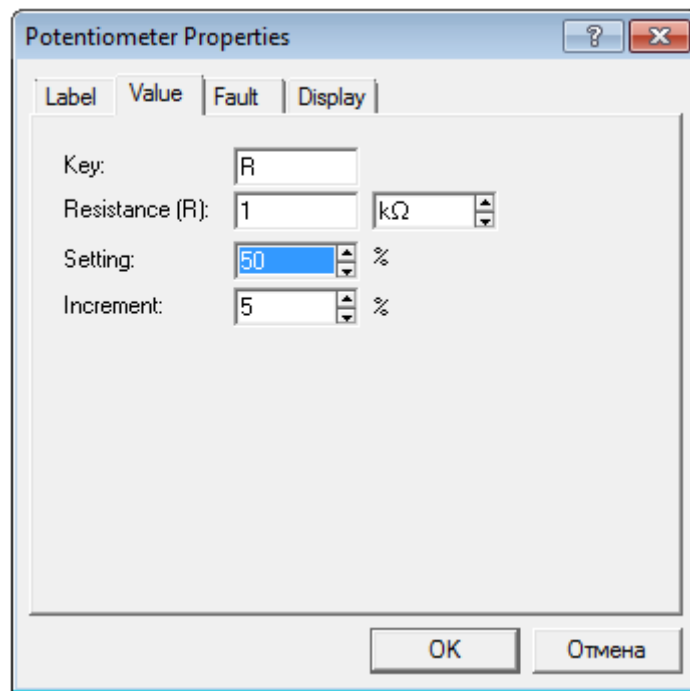 Potentiometer Properties
Label Value Fault Display
Key: R
Resistance (R): 1 kΩ
Setting: 50 %
Increment: 5 %
OK Отмена